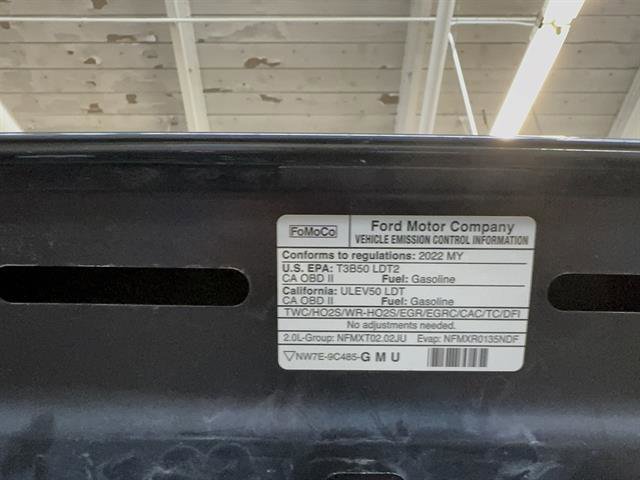 FoMoCo
Ford Motor Company
VEHICLE EMISSION CONTROL INFORMATION
Conforms to regulations: 2022 MY
U.S. EPA: T3B50 LDT2
CA OBD II Fuel: Gasoline
California: ULEV50 LDT
CA OBD II Fuel: Gasoline
TWC/HO2S/WR-HO2S/EGR/EGRC/CAC/TC/DFI
No adjustments needed.
2.0L-Group: NFMXT02.02JU Evap: NFMXR0135NDF
NW7E-9C485-GMU